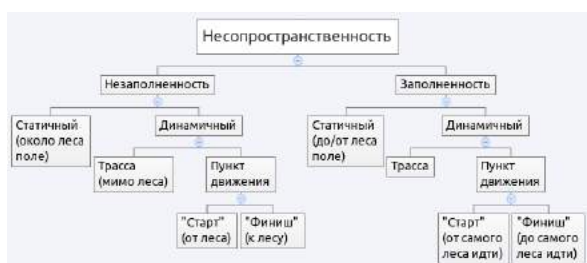 Несопространственность
Незаполненность
Заполненность
Статичный
(около леса
поле)
Динамичный
Статичный
(до/от леса
поле)
Динамичный
Трасса
(мимо леса)
Пункт
движения
Трасса
Пункт
движения
"Старт"
(от леса)
"Финиш"
(к лесу)
"Старт"
(от самого
леса идти)
"Финиш"
(до самого
леса идти)